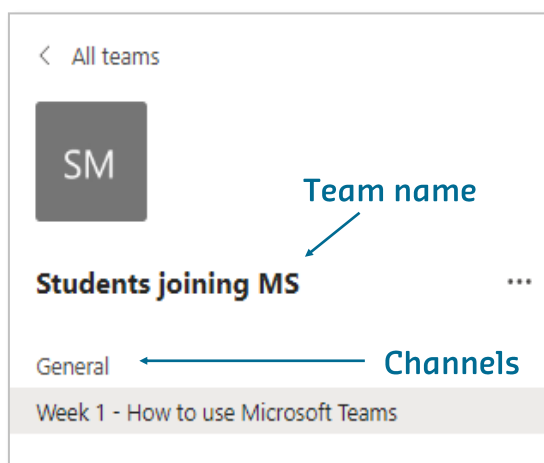 All teams
SM
Team name
Students joining MS
...
General
Channels
Week 1 - How to use Microsoft Teams